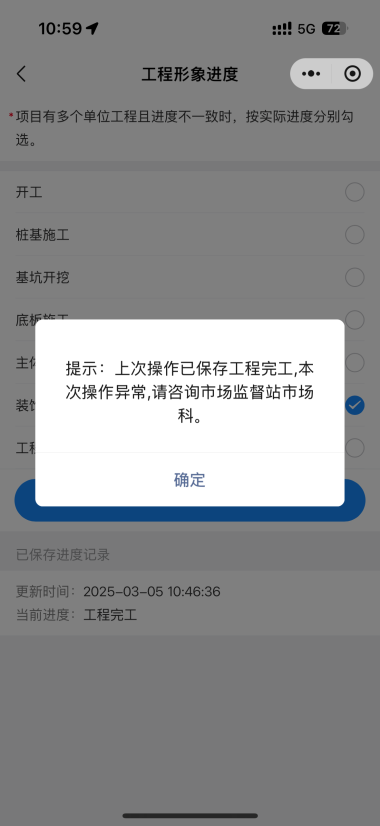 10:59
5G
72
工程形象进度
*项目有多个单位工程且进度不一致时，按实际进度分别勾
选。
开工
桩基施工
基坑开挖
底板施工
主体
装饰
工程
提示：上次操作已保存工程完工,本
次操作异常,请咨询市场监督站市场
科。
确定
已保存进度记录
更新时间：2025-03-05 10:46:36
当前进度：工程完工